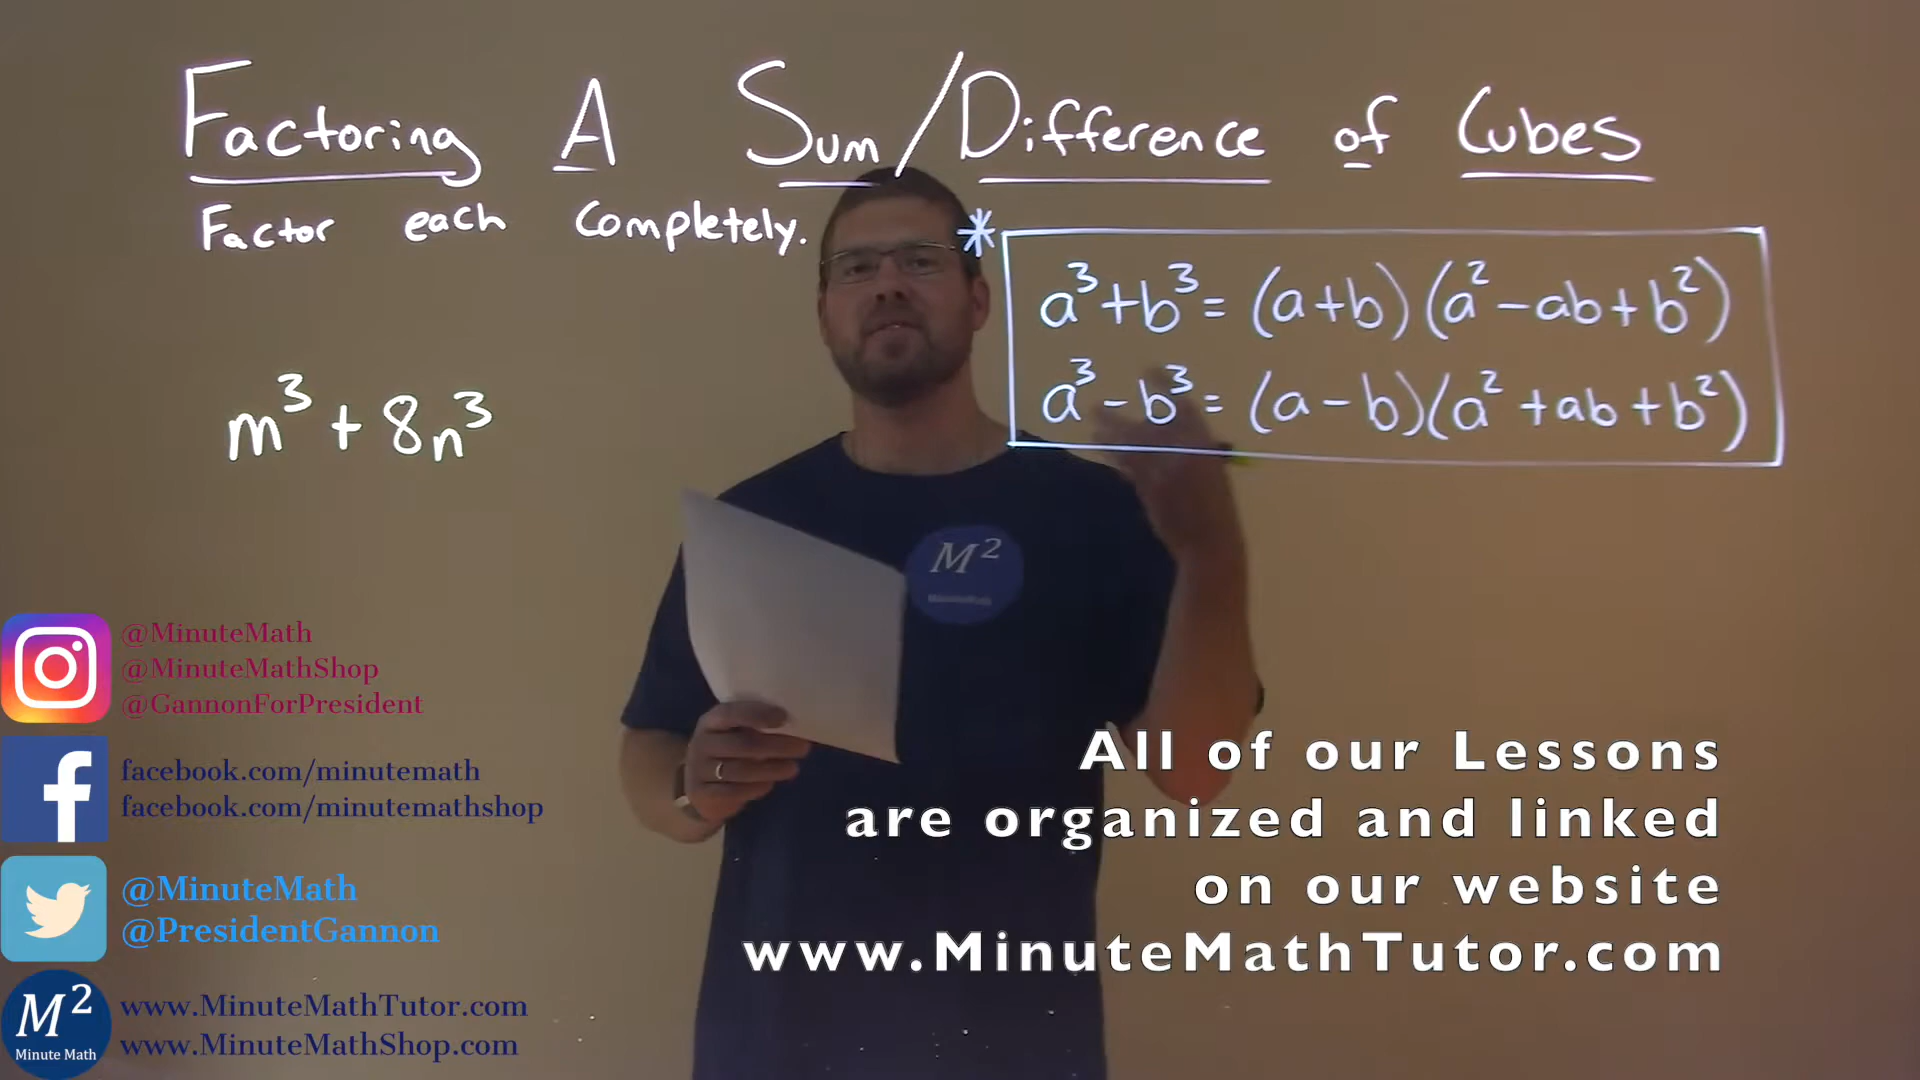 Factoring A Sum/Difference of Cubes
Factor each completely.
*
a³+b³= (a+b)(a²-ab+b²)
a³-b³= (a-b)(a²+ab+b²)
m³+8n³
M²
MinuteMath
@MinuteMath
@MinuteMathShop
@GannonForPresident
facebook.com/minutemath
facebook.com/minutemathshop
@MinuteMath
@PresidentGannon
M²
Minute Math
www.MinuteMathTutor.com
www.MinuteMathShop.com
All of our Lessons
are organized and linked
on our website
www.MinuteMathTutor.com